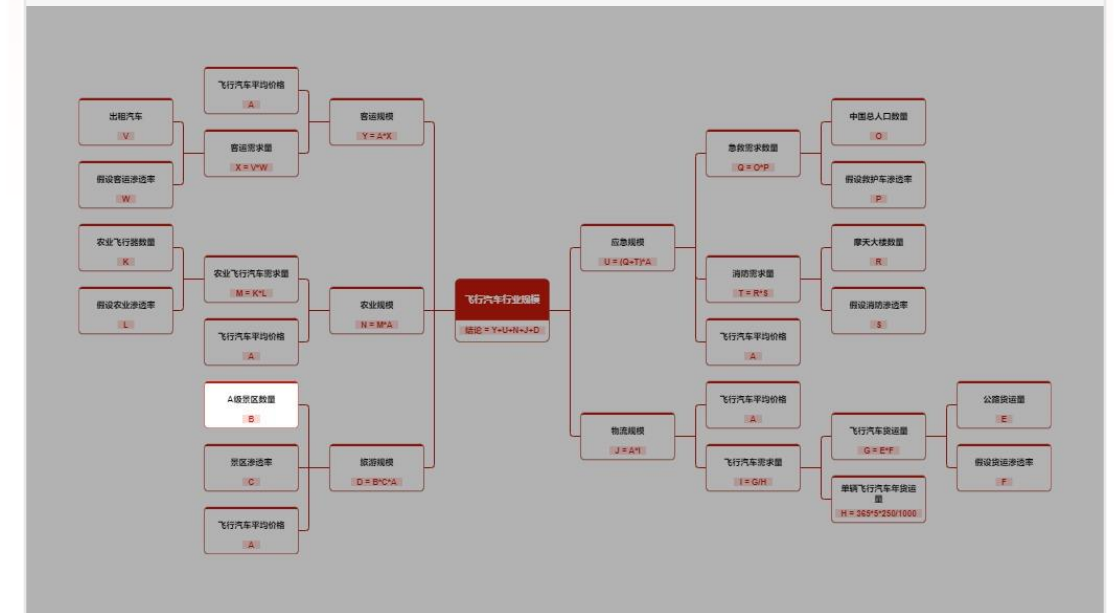 飞行汽车平均价格
A
出租汽车
V
客运规模
Y = A*X
客运需求量
X = V*W
假设客运渗透率
W
农业飞行器数量
K
农业飞行汽车需求量
M = K*L
假设农业渗透率
L
农业规模
N = M*A
飞行汽车平均价格
A
A级景区数量
B
景区渗透率
C
旅游规模
D = B*C*A
飞行汽车平均价格
A
飞行汽车行业规模
结论 = Y+U+N+J+D
中国总人口数量
O
急救需求数量
Q = O*P
假设救护车渗透率
P
应急规模
U = (Q+T)*A
摩天大楼数量
R
消防需求量
T = R*S
假设消防渗透率
S
飞行汽车平均价格
A
飞行汽车平均价格
A
物流规模
J = A*I
公路货运量
E
飞行汽车货运量
G = E*F
飞行汽车需求量
I = G/H
假设货运渗透率
F
单辆飞行汽车年货运
量
H = 365*5*250/1000